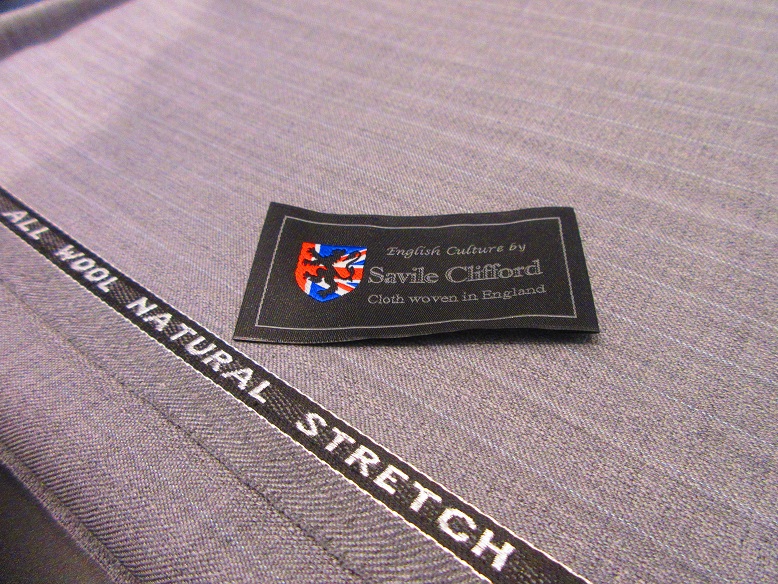 English Culture by
Savile Clifford
Cloth woven in England
ALL WOOL NATURAL STRETCH